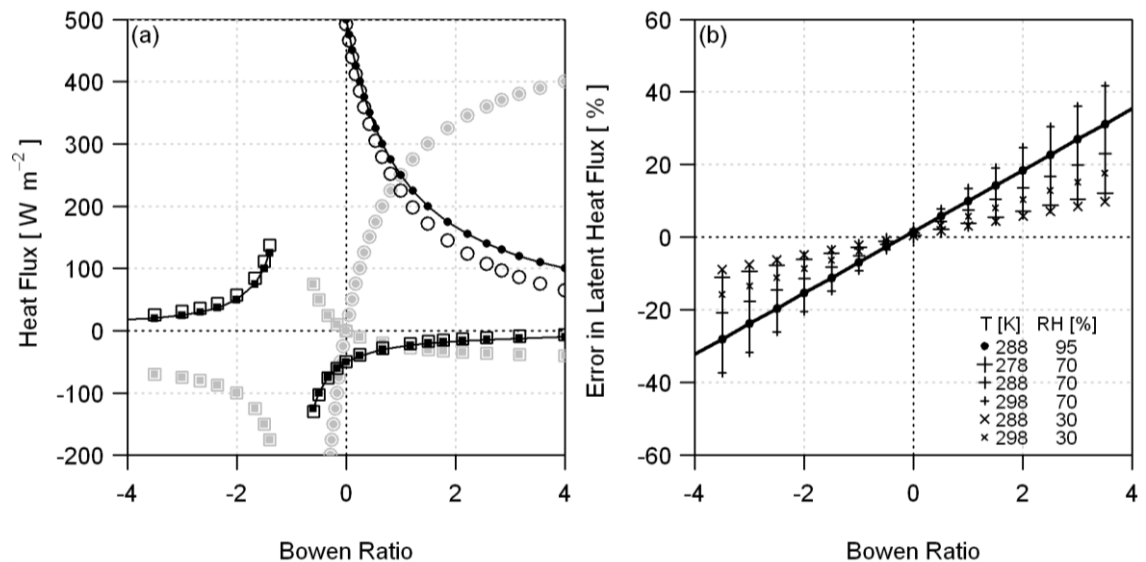 (a)
500
400
300
200
100
0
-100
-200
Heat Flux [ W m⁻² ]
-4 -2 0 2 4
Bowen Ratio
(b)
60
40
20
0
-20
-40
-60
Error in Latent Heat Flux [ % ]
T [K] RH [%]
288 95
278 70
288 70
298 70
288 30
298 30
-4 -2 0 2 4
Bowen Ratio